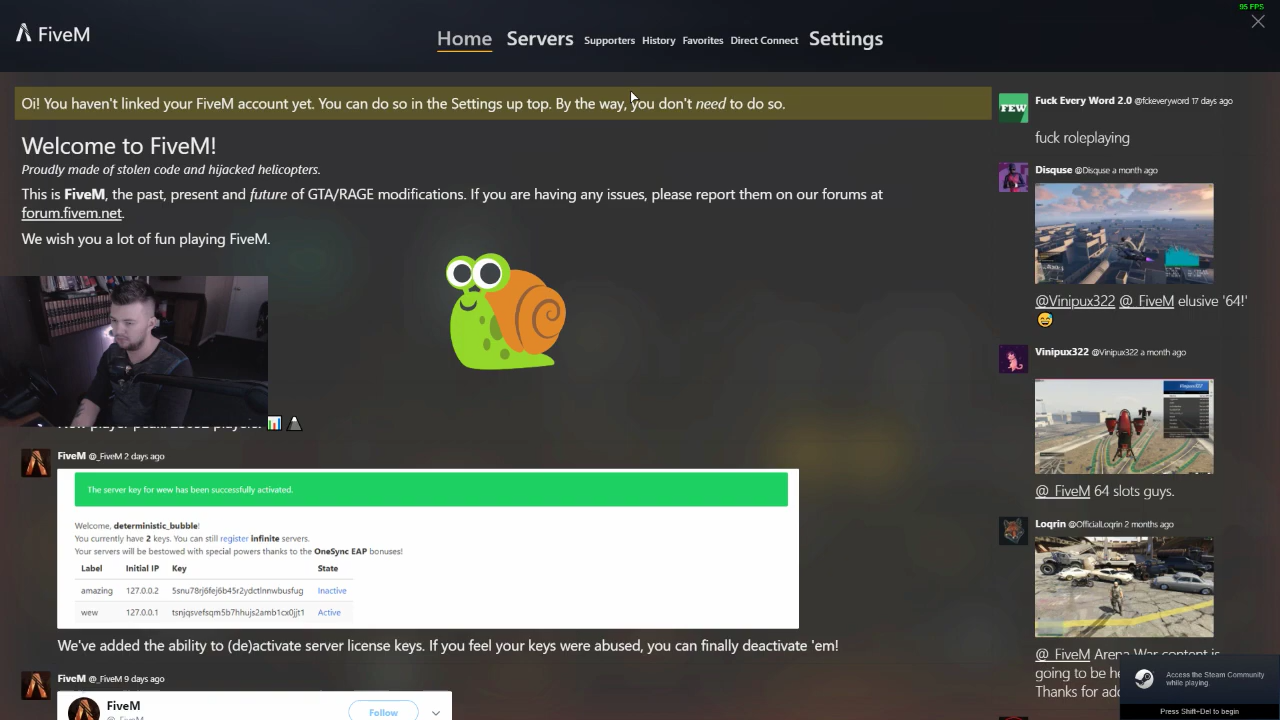 95 FPS
FiveM
Home Servers Supporters History Favorites Direct Connect Settings
Oi! You haven't linked your FiveM account yet. You can do so in the Settings up top. By the way, you don't need to do so.
Welcome to FiveM!
Proudly made of stolen code and hijacked helicopters.
This is FiveM, the past, present and future of GTA/RAGE modifications. If you are having any issues, please report them on our forums at
forum.fivem.net.
We wish you a lot of fun playing FiveM.
FiveM @_FiveM 2 days ago
The server key for wew has been successfully activated.
Welcome, deterministic_bubble!
You currently have 2 keys. You can still register infinite servers.
Your servers will be bestowed with special powers thanks to the OneSync EAP bonuses!
Label Initial IP Key State
amazing 127.0.0.2 5snu78rj6fej6b45r2ydctlnnwbusfug Inactive
wew 127.0.0.1 tsnjqsvefsqm5b7hhujs2amb1cx0jjt1 Active
We've added the ability to (de)activate server license keys. If you feel your keys were abused, you can finally deactivate 'em!
FiveM @_FiveM 9 days ago
FiveM
Follow
FEW
Fuck Every Word 2.0 @fckeveryword 17 days ago
fuck roleplaying
Disquse @Disquse a month ago
@Vinipux322 @_FiveM elusive '64!'
Vinipux322 @Vinipux322 a month ago
@_FiveM 64 slots guys.
Loqrin @OfficialLoqrin 2 months ago
@_FiveM Arena War content is
going to be
Thanks for
Access the Steam Community
while playing.
Press Shift+Del to begin